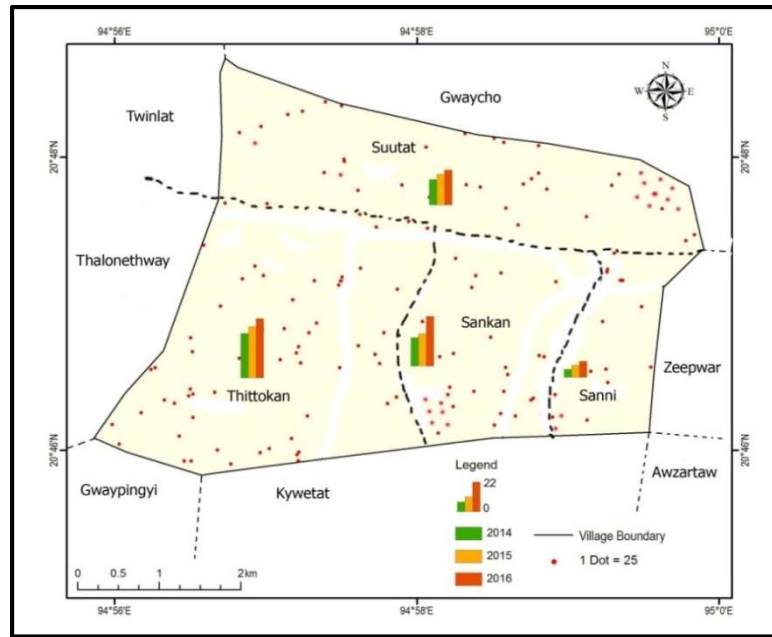 94°56'E 94°58'E 95°0'E
N
W E
S
Gwaycho
Twinlat
Suutat
20°48'N 20°48'N
Thalonethway
Sankan
Zeepwar
Thittokan
Sanni
20°46'N 20°46'N
Gwaypingyi
Kywetat
Awzartaw
Legend
22
0
2014
2015
2016
Village Boundary
1 Dot = 25
0 0.5 1 2 km
94°56'E 94°58'E 95°0'E